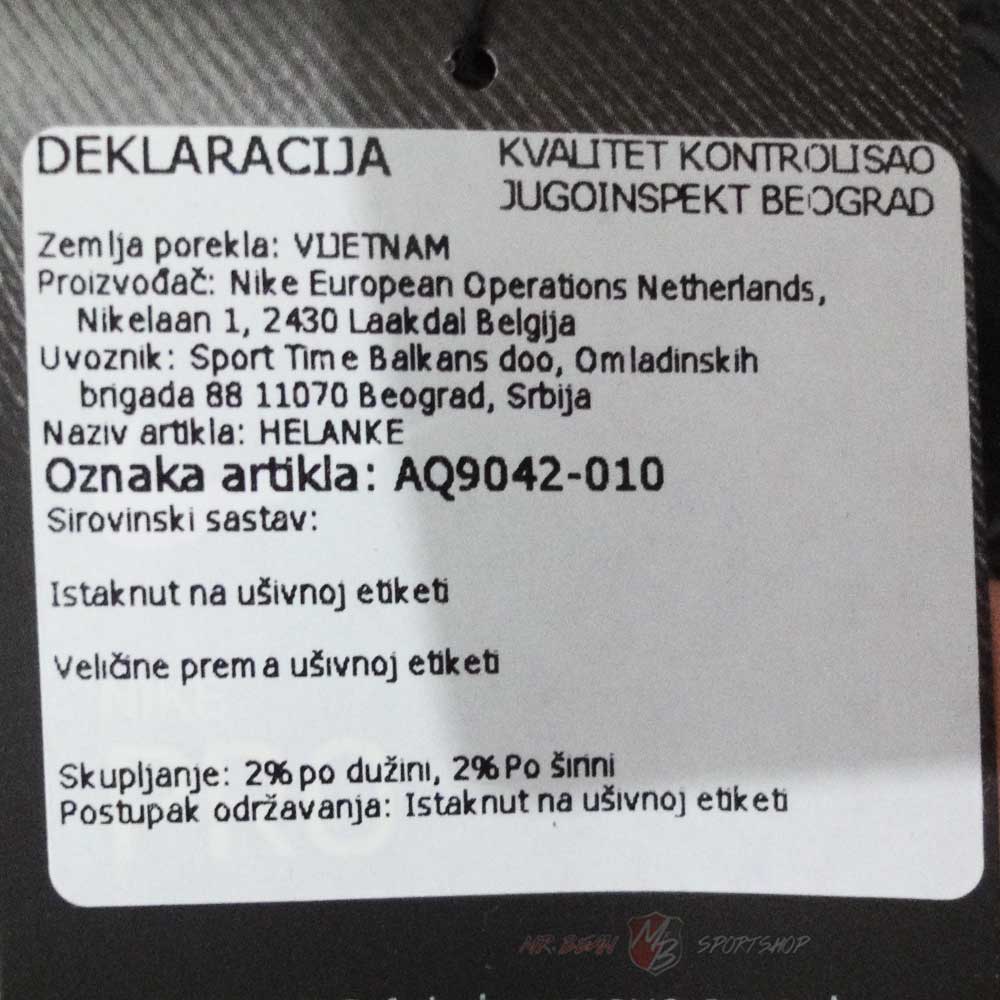 DEKLARACIJA
KVALITET KONTROLISAO
JUGOINSPEKT BEOGRAD
Zemlja porekla: VIJETNAM
Proizvođač: Nike European Operations Netherlands,
Nikelaan 1, 2430 Laakdal Belgija
Uvoznik: Sport Time Balkans doo, Omladinskih
brigada 88 11070 Beograd, Srbija
Naziv artikla: HELANKE
Oznaka artikla: AQ9042-010
Sirovinski sastav:
Istaknut na ušivnoj etiketi
Veličine prema ušivnoj etiketi
NIKE
PRO
Skupljanje: 2% po dužini, 2% Po širini
Postupak održavanja: Istaknut na ušivnoj etiketi
MR. BEAN MB SPORTSHOP